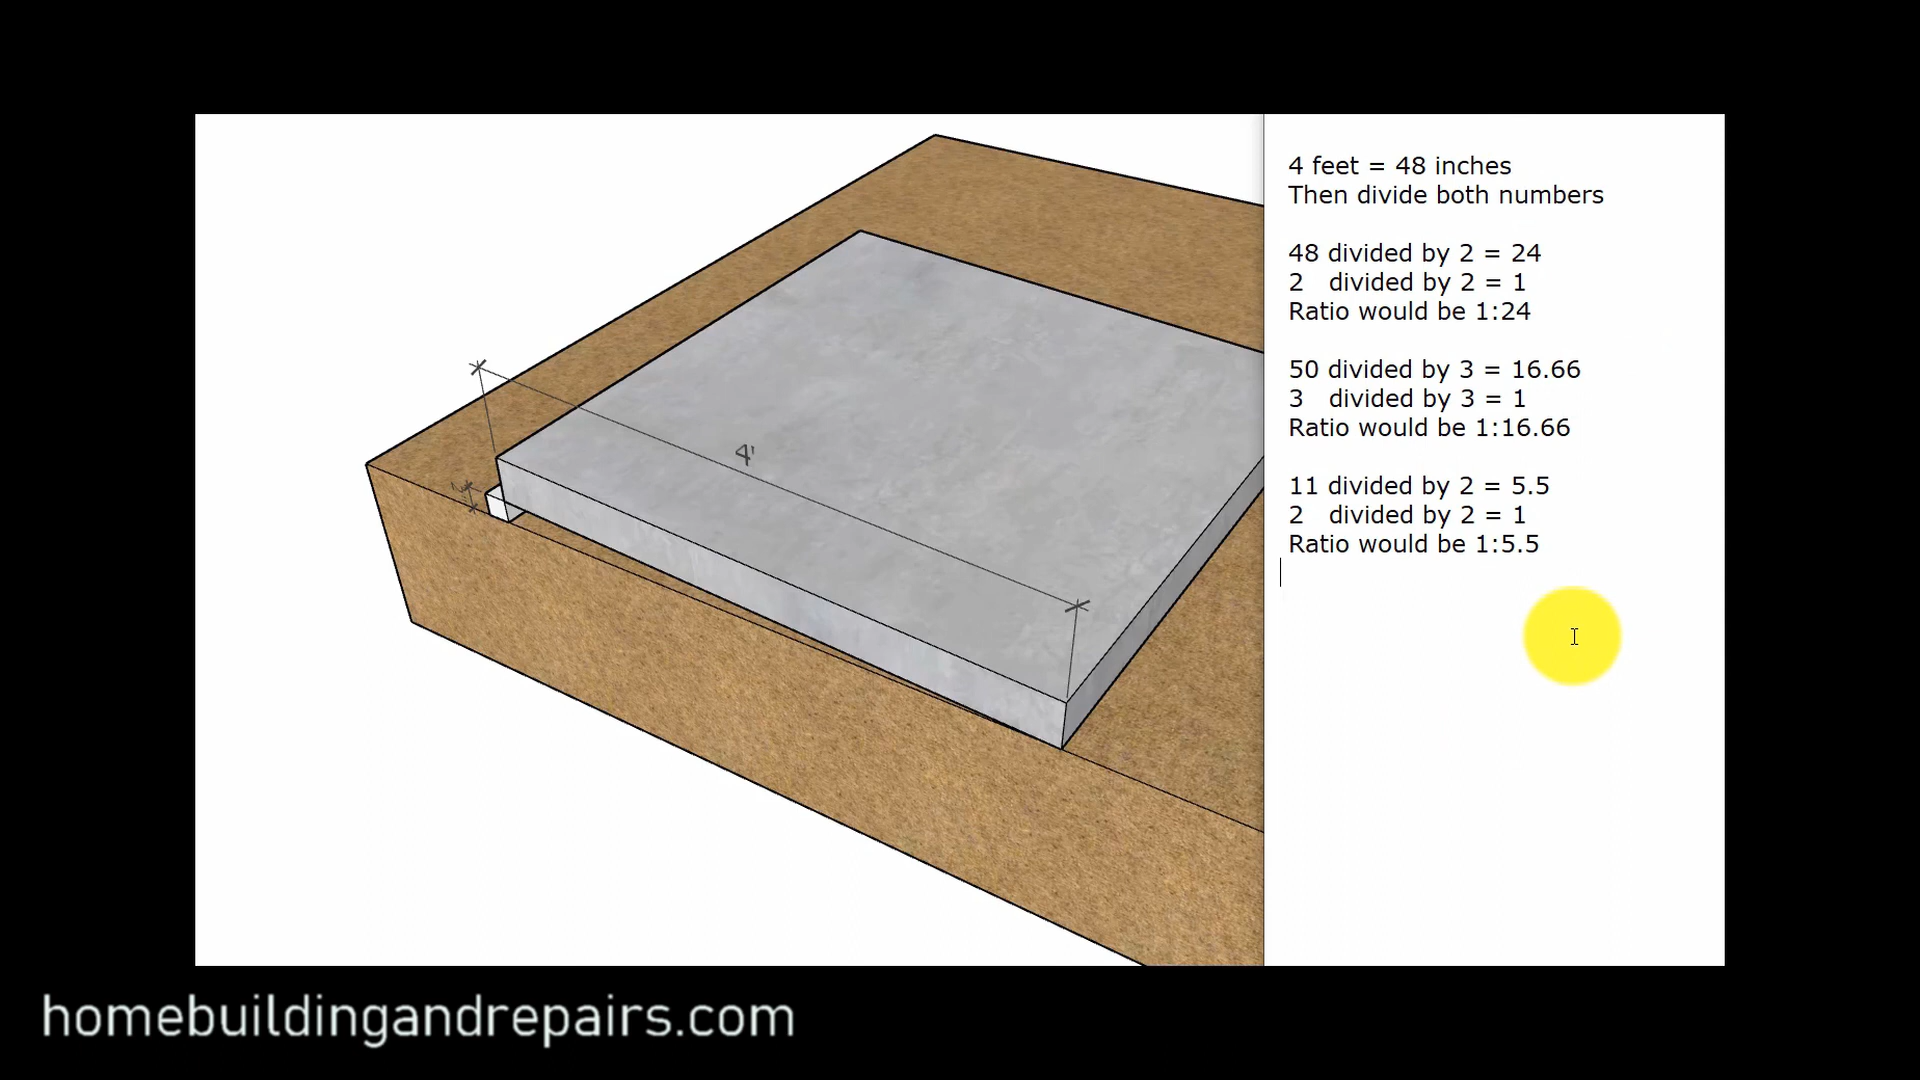 4 feet = 48 inches
Then divide both numbers
48 divided by 2 = 24
2 divided by 2 = 1
Ratio would be 1:24
50 divided by 3 = 16.66
3 divided by 3 = 1
Ratio would be 1:16.66
11 divided by 2 = 5.5
2 divided by 2 = 1
Ratio would be 1:5.5
4'
homebuildingandrepairs.com